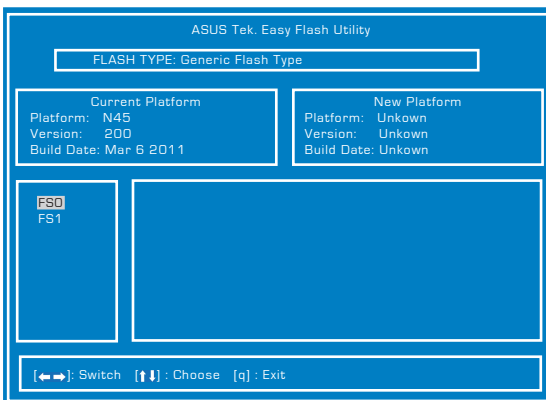 ASUS Tek. Easy Flash Utility
FLASH TYPE: Generic Flash Type
Current Platform
Platform: N45
Version: 200
Build Date: Mar 6 2011
New Platform
Platform: Unkown
Version: Unkown
Build Date: Unkown
FS0
FS1
[←→]: Switch [↑↓] : Choose [q] : Exit